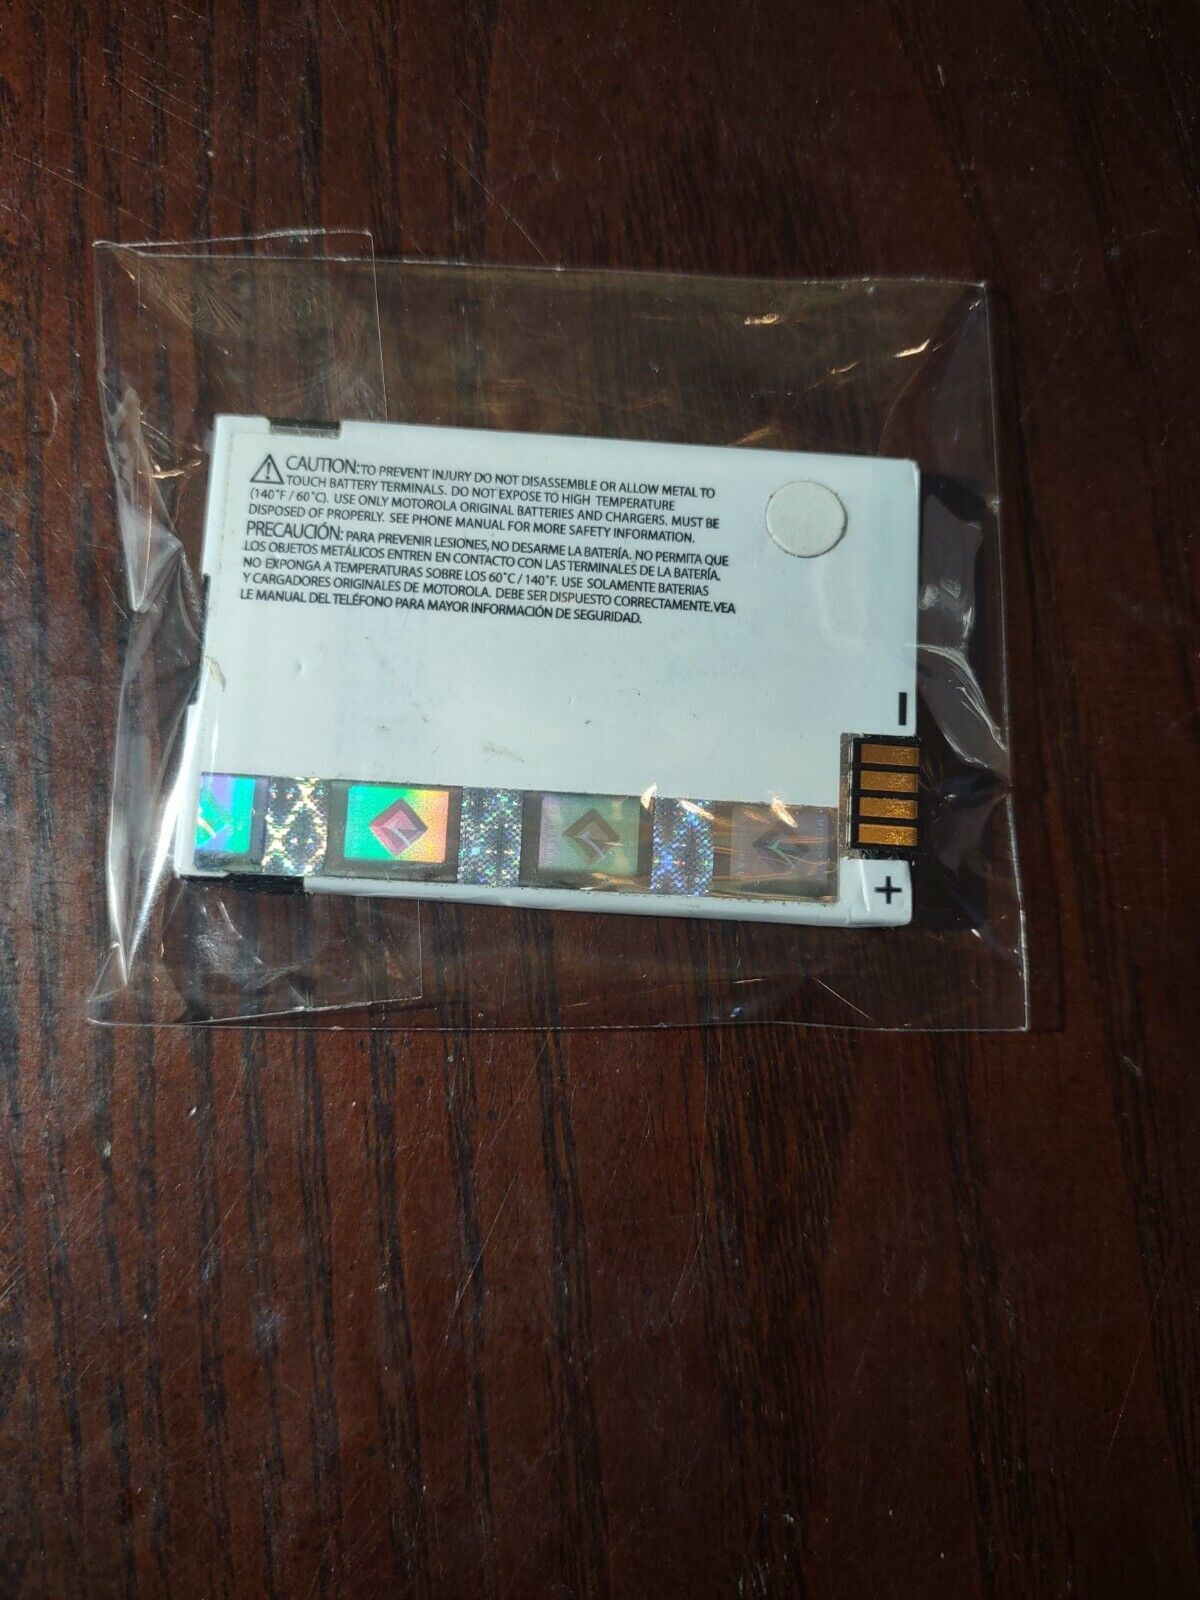 CAUTION: TO PREVENT INJURY DO NOT DISASSEMBLE OR ALLOW METAL TO
TOUCH BATTERY TERMINALS. DO NOT EXPOSE TO HIGH TEMPERATURE
(140°F / 60°C). USE ONLY MOTOROLA ORIGINAL BATTERIES AND CHARGERS. MUST BE
DISPOSED OF PROPERLY. SEE PHONE MANUAL FOR MORE SAFETY INFORMATION.
PRECAUCIÓN: PARA PREVENIR LESIONES, NO DESARME LA BATERÍA. NO PERMITA QUE
LOS OBJETOS METÁLICOS ENTREN EN CONTACTO CON LAS TERMINALES DE LA BATERÍA.
NO EXPONGA A TEMPERATURAS SOBRE LOS 60°C / 140°F. USE SOLAMENTE BATERIAS
Y CARGADORES ORIGINALES DE MOTOROLA. DEBE SER DISPUESTO CORRECTAMENTE. VEA
LE MANUAL DEL TELÉFONO PARA MAYOR INFORMACIÓN DE SEGURIDAD.
–
+